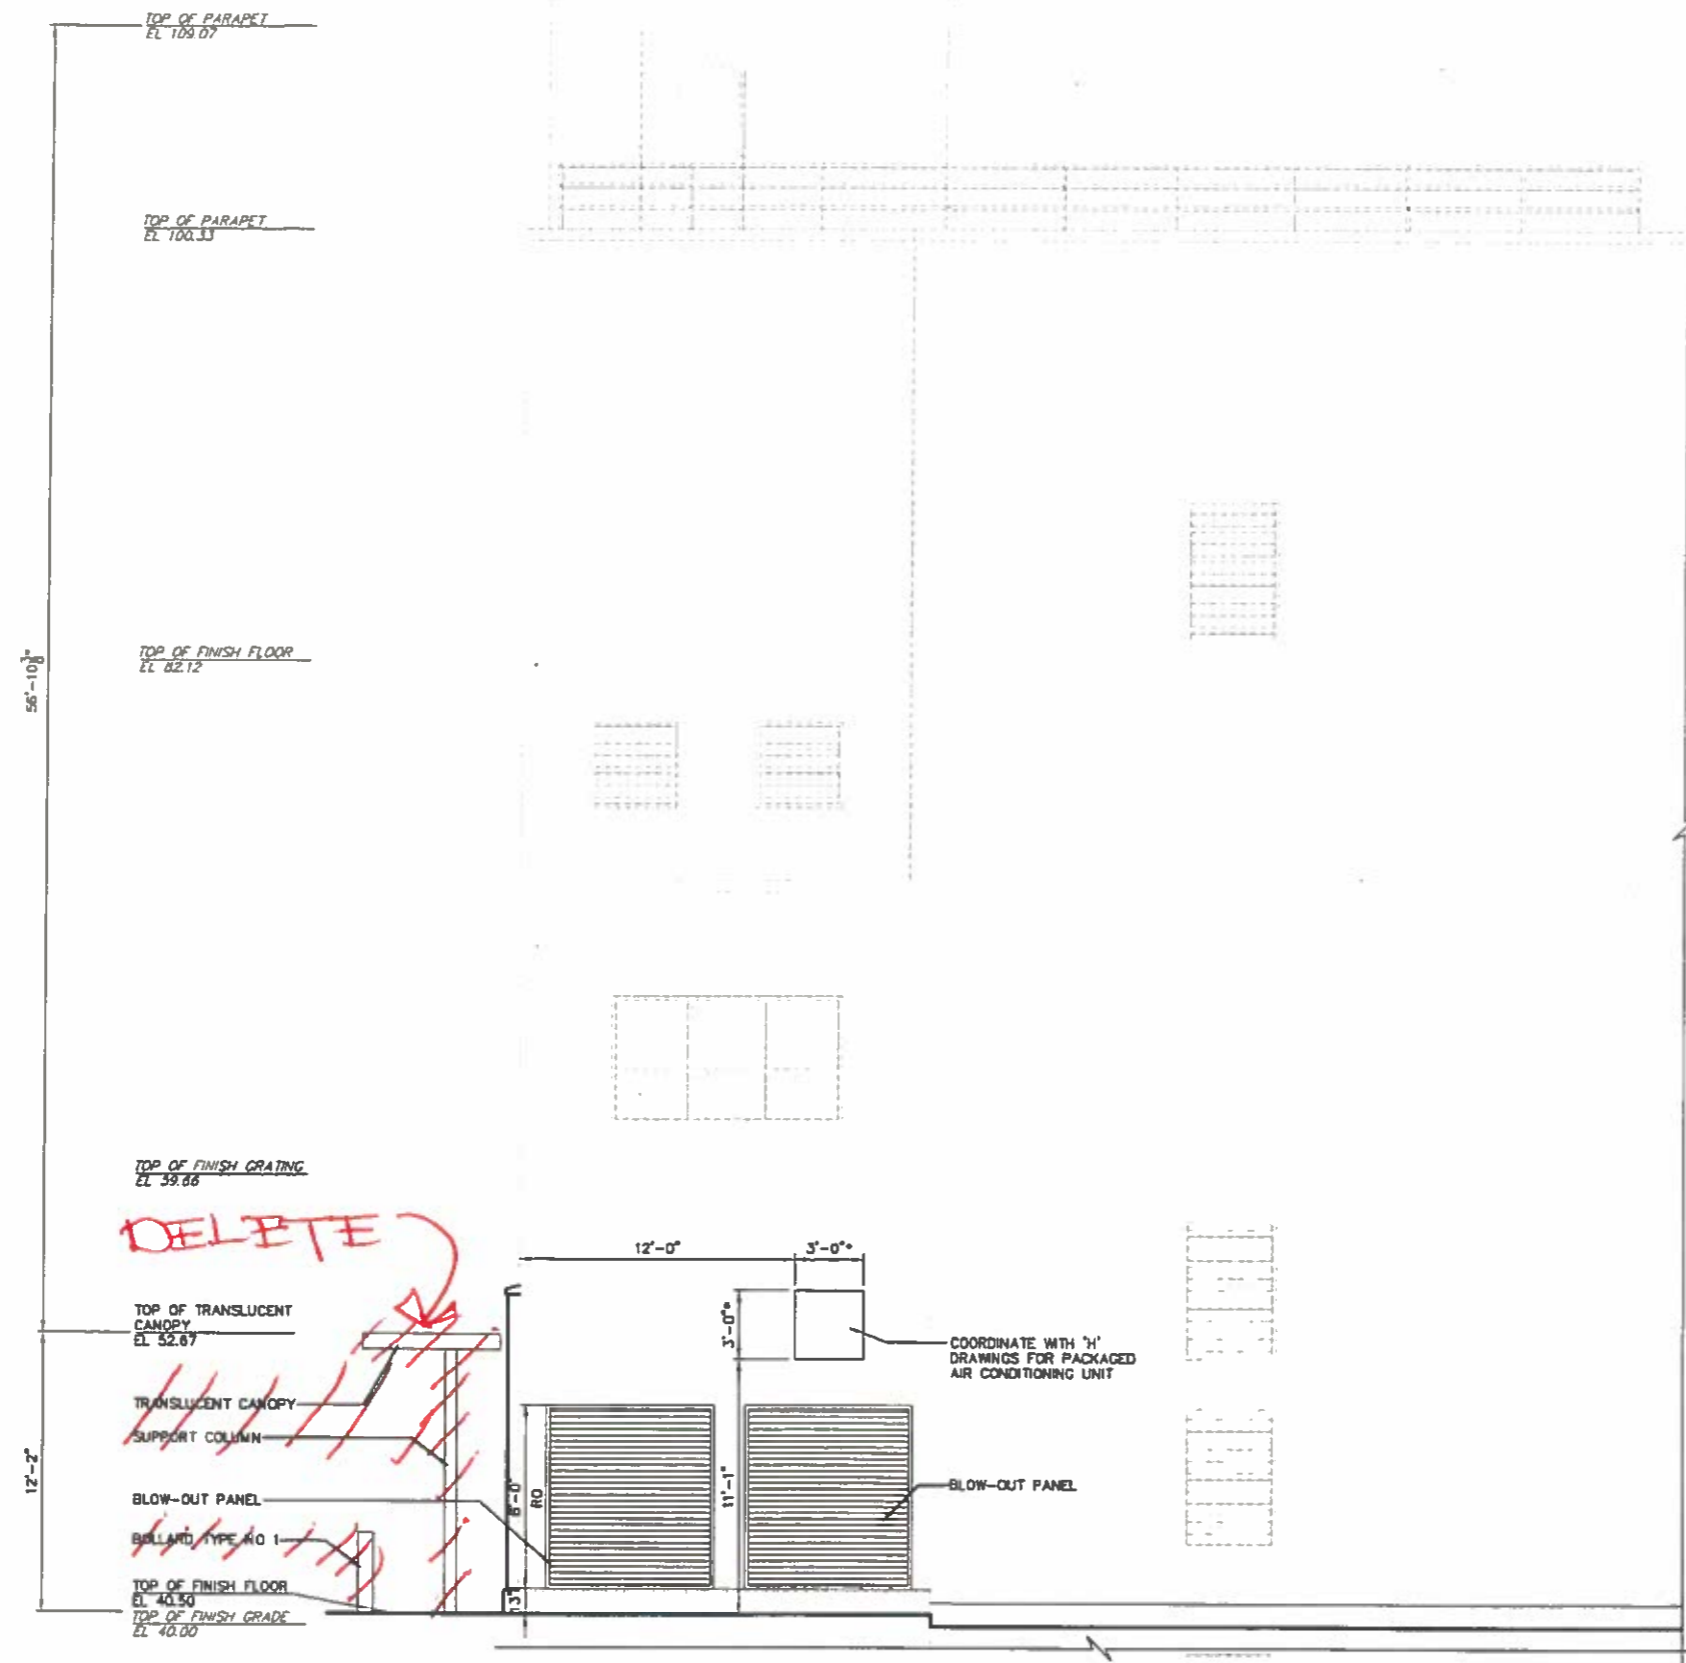 TOP OF PARAPET
EL 109.07
TOP OF PARAPET
EL 100.33
TOP OF FINISH FLOOR
EL 82.12
56'-10 3/8"
TOP OF FINISH GRATING
EL 59.66
DELETE
12'-0"
3'-0"*
TOP OF TRANSLUCENT
CANOPY
EL 52.67
3'-0"*
COORDINATE WITH 'H'
DRAWINGS FOR PACKAGED
AIR CONDITIONING UNIT
TRANSLUCENT CANOPY
SUPPORT COLUMN
12'-2"
BLOW-OUT PANEL
8'-0"
RO
11'-1"
BLOW-OUT PANEL
BOLLARD TYPE NO 1
TOP OF FINISH FLOOR
EL 40.50
13"
TOP OF FINISH GRADE
EL 40.00